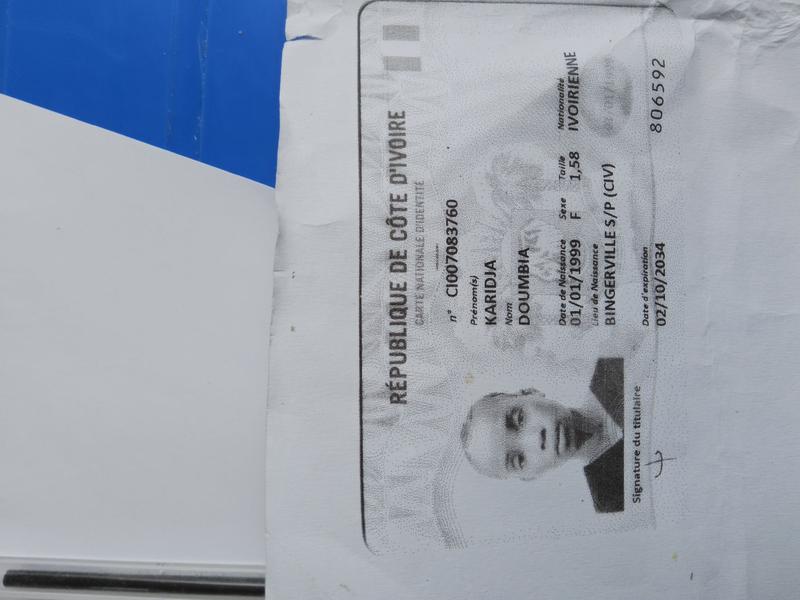 RÉPUBLIQUE DE CÔTE D'IVOIRE
CARTE NATIONALE D'IDENTITÉ
n° CI007083760
Prénom(s)
KARIDJA
Nom
DOUMBIA
Date de Naissance Sexe Taille Nationalité
01/01/1999 F 1,58 IVOIRIENNE
Lieu de Naissance
BINGERVILLE S/P (CIV)
Signature du titulaire
Date d'expiration
02/10/2034
806592